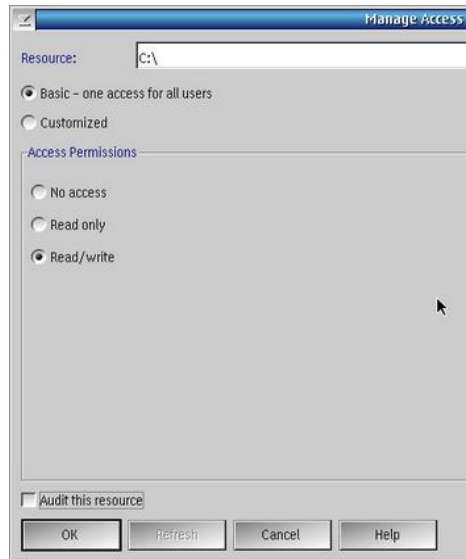 Manage Access
Resource: C:\
Basic – one access for all users
Customized
Access Permissions
No access
Read only
Read/write
Audit this resource
OK Refresh Cancel Help